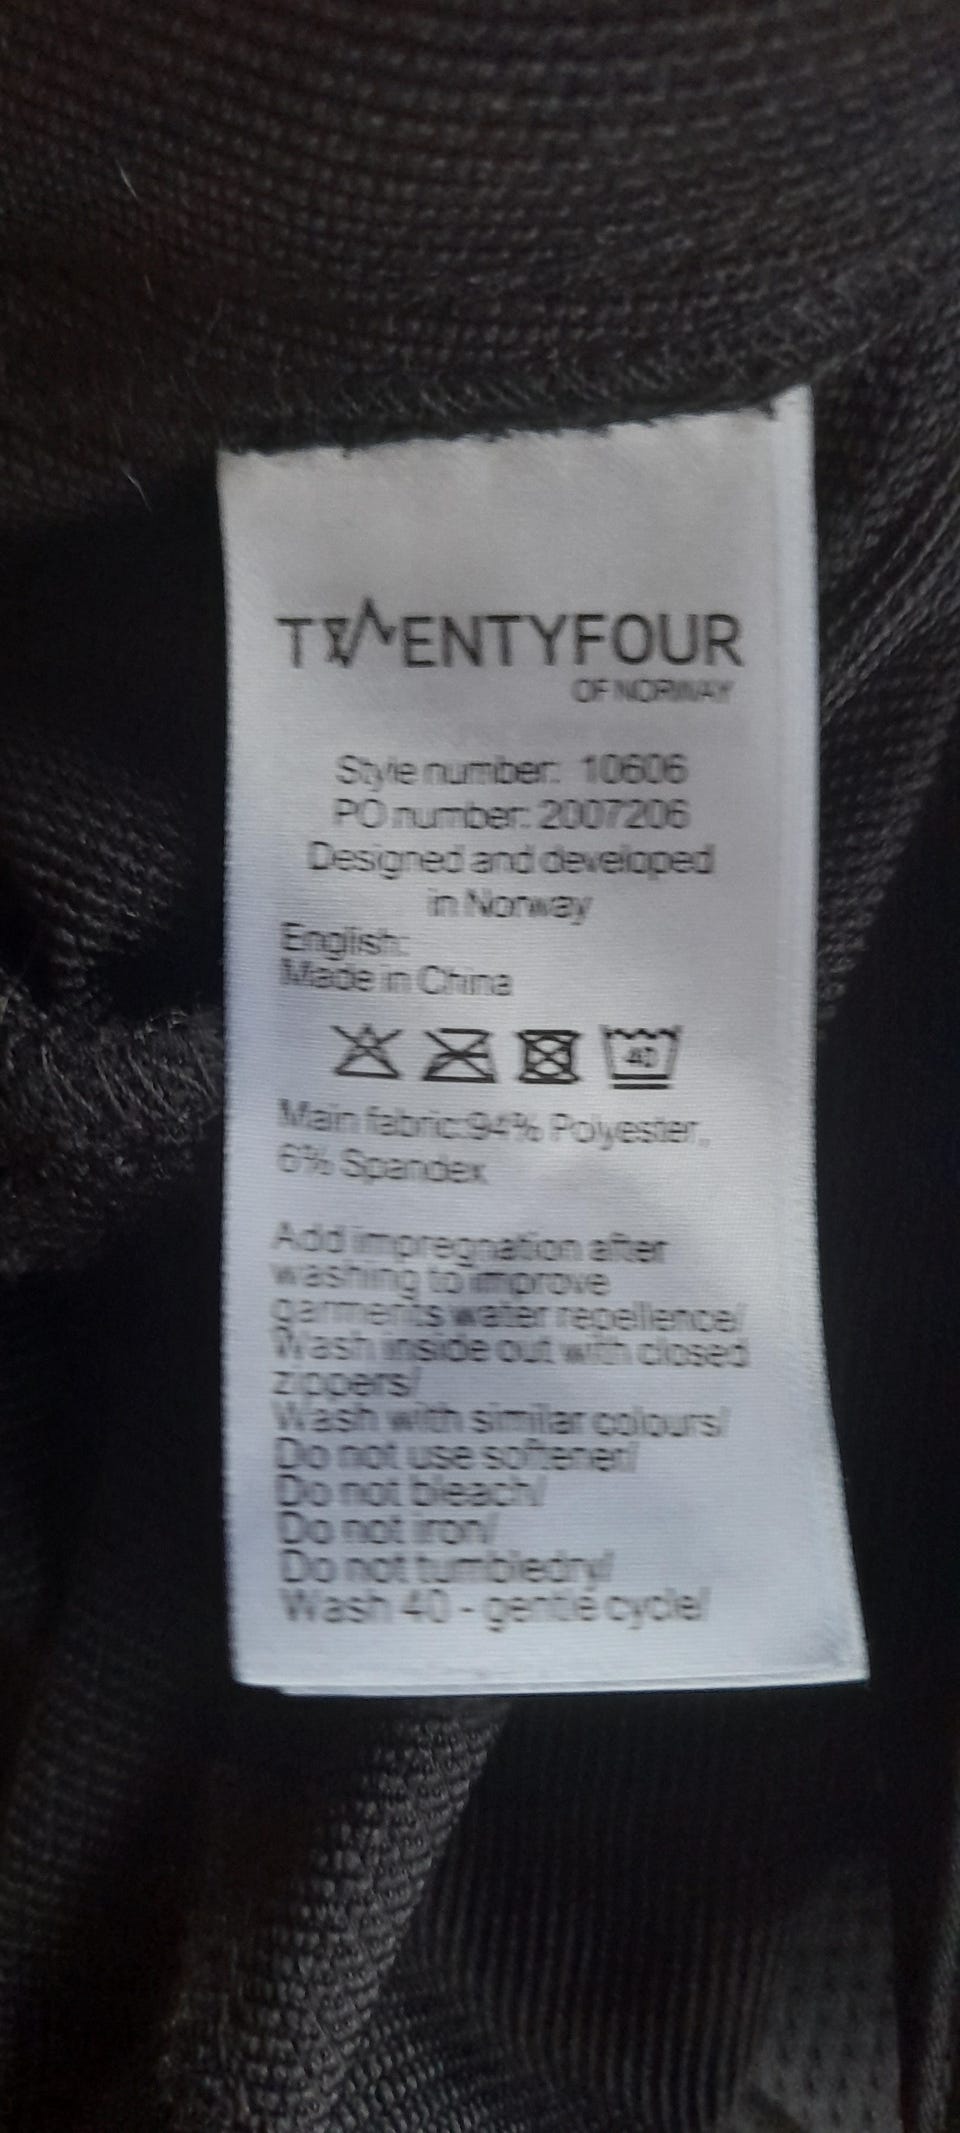 TWENTYFOUR
OF NORWAY
Style number: 10606
PO number: 2007206
Designed and developed
in Norway
English:
Made in China
40
Main fabric:94% Polyester,
6% Spandex
Add impregnation after
washing to improve
garments water repellence/
Wash inside out with closed
zippers/
Wash with similar colours/
Do not use softener/
Do not bleach/
Do not iron/
Do not tumbledry/
Wash 40 - gentle cycle/